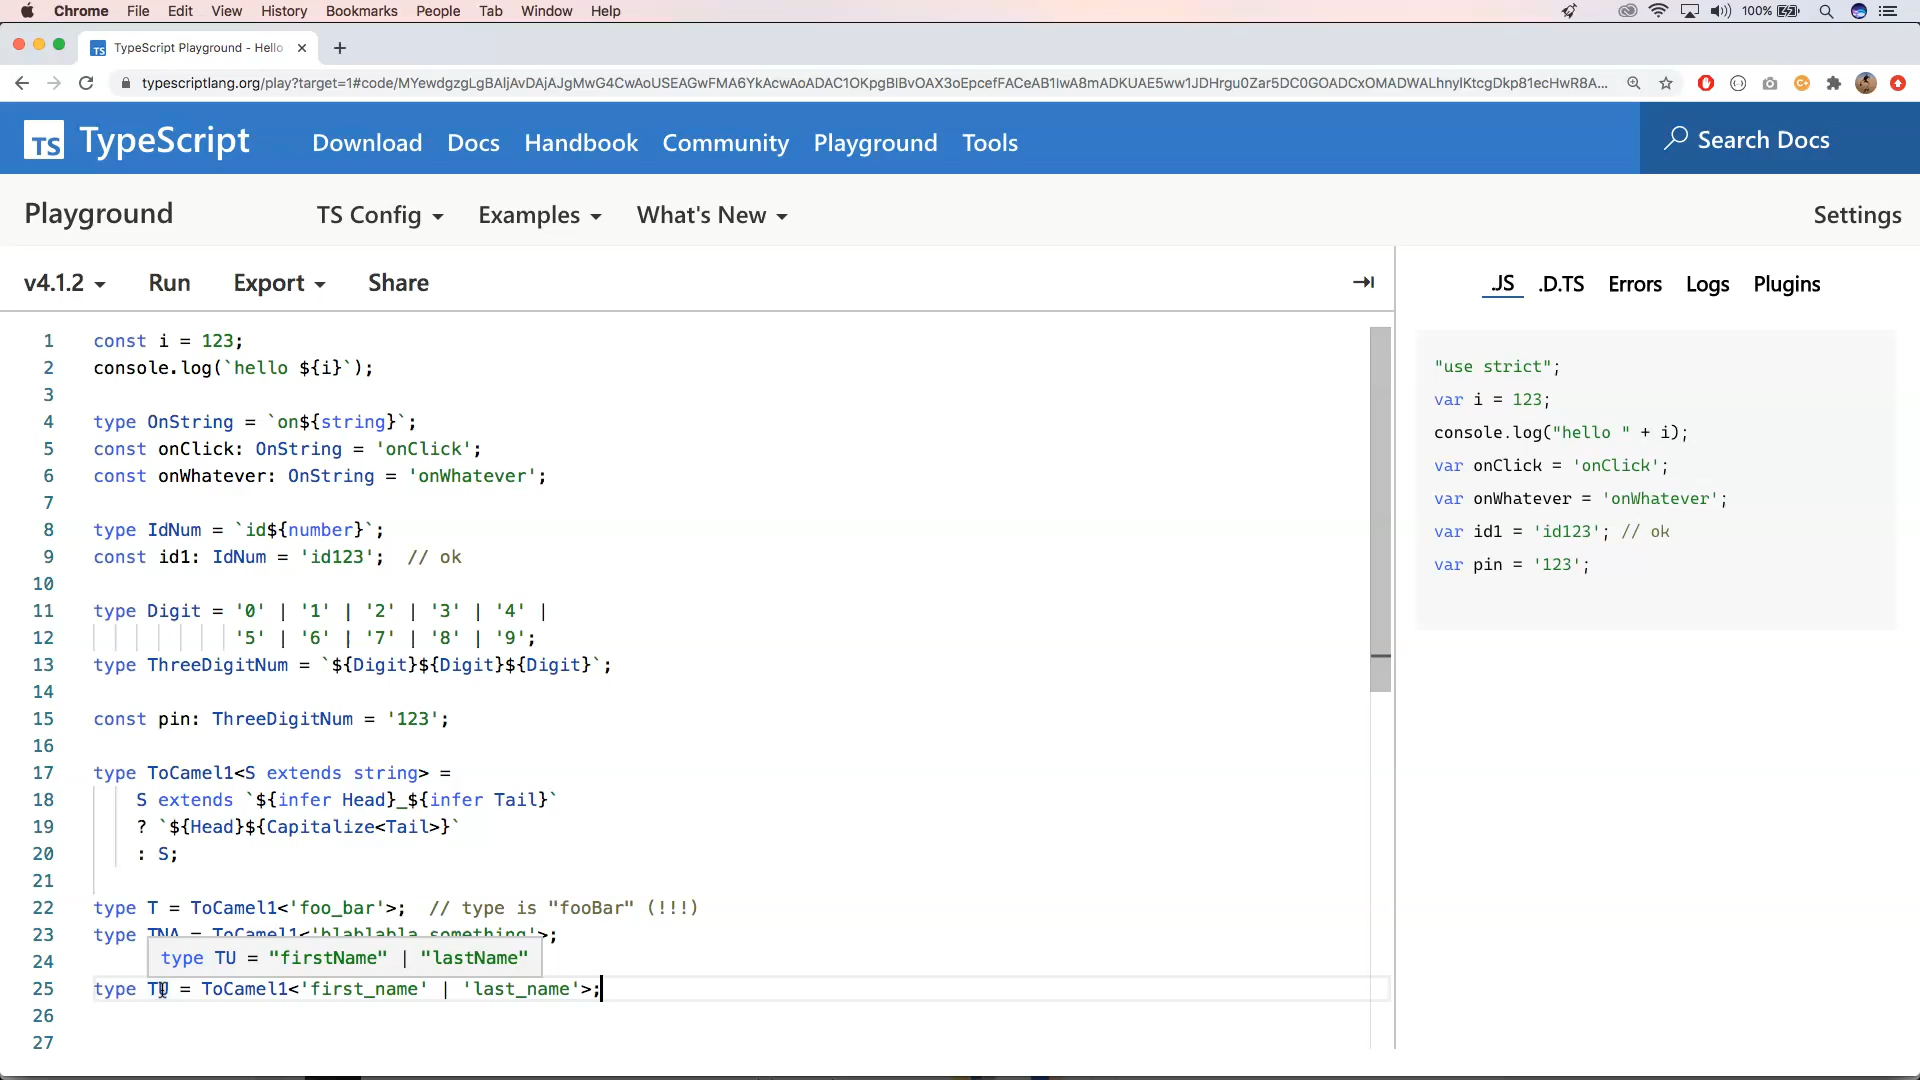 Chrome File Edit View History Bookmarks People Tab Window Help 100%
TS TypeScript Playground - Hello
typescriptlang.org/play?target=1#code/MYewdgzgLgBAljAvDAjAJgMwG4CwAoUSEAGwFMA6YkAcwAoADAC1OKpgBIBvOAX3oEpcefFACeAB1IwA8mADKUAE5ww1JDHrgu0Zar5DC0GOADCxOMADWALhnylKtcgDkp81ecHwR8A...
TS TypeScript Download Docs Handbook Community Playground Tools Search Docs
Playground TS Config Examples What's New Settings
v4.1.2 Run Export Share
.JS .D.TS Errors Logs Plugins
1 const i = 123;
2 console.log(`hello ${i}`);
3
4 type OnString = `on${string}`;
5 const onClick: OnString = 'onClick';
6 const onWhatever: OnString = 'onWhatever';
7
8 type IdNum = `id${number}`;
9 const id1: IdNum = 'id123'; // ok
10
11 type Digit = '0' | '1' | '2' | '3' | '4' |
12 '5' | '6' | '7' | '8' | '9';
13 type ThreeDigitNum = `${Digit}${Digit}${Digit}`;
14
15 const pin: ThreeDigitNum = '123';
16
17 type ToCamel1<S extends string> =
18 S extends `${infer Head}_${infer Tail}`
19 ? `${Head}${Capitalize<Tail>}`
20 : S;
21
22 type T = ToCamel1<'foo_bar'>; // type is "fooBar" (!!!)
23 type TNA = ToCamel1<'blablabla_something'>;
24
type TU = "firstName" | "lastName"
25 type TU = ToCamel1<'first_name' | 'last_name'>;
26
27
"use strict";
var i = 123;
console.log("hello " + i);
var onClick = 'onClick';
var onWhatever = 'onWhatever';
var id1 = 'id123'; // ok
var pin = '123';